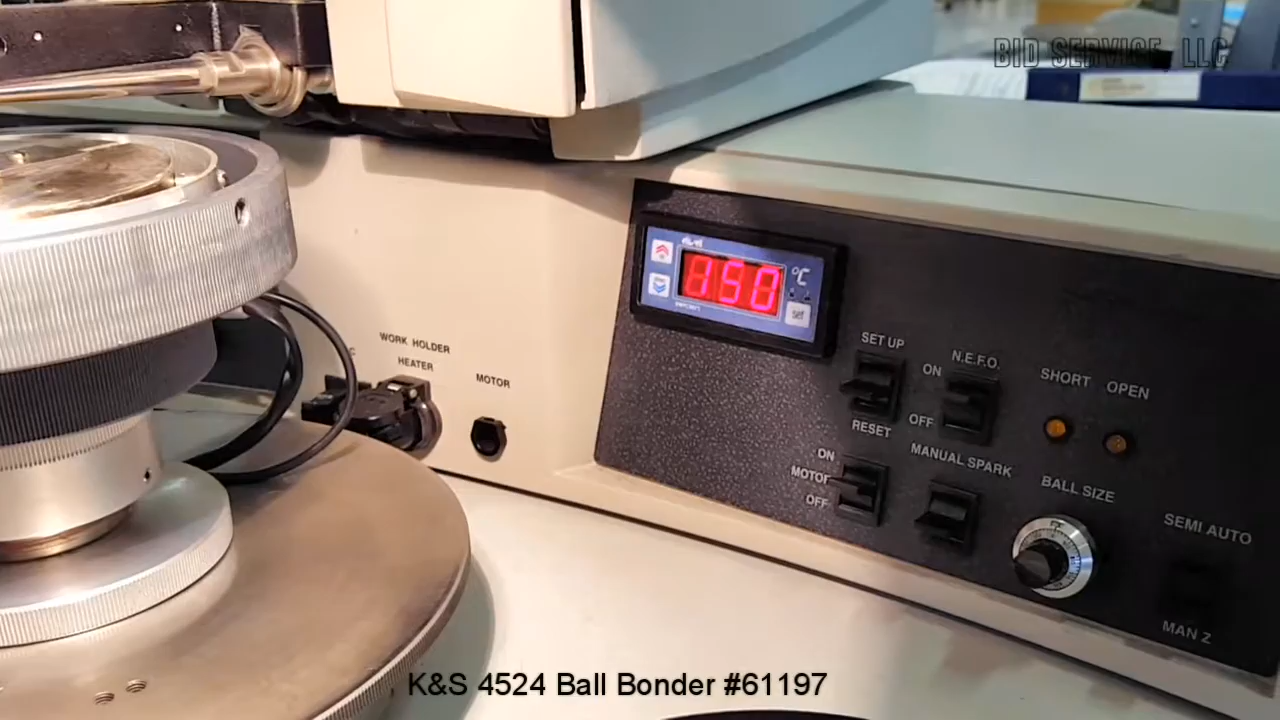 BID SERVICE, LLC
150
°C
set
WORK HOLDER
HEATER
MOTOR
SET UP
RESET
N.E.F.O.
ON
OFF
SHORT
OPEN
ON
MOTOR
OFF
MANUAL SPARK
BALL SIZE
SEMI AUTO
MAN Z
K&S 4524 Ball Bonder #61197